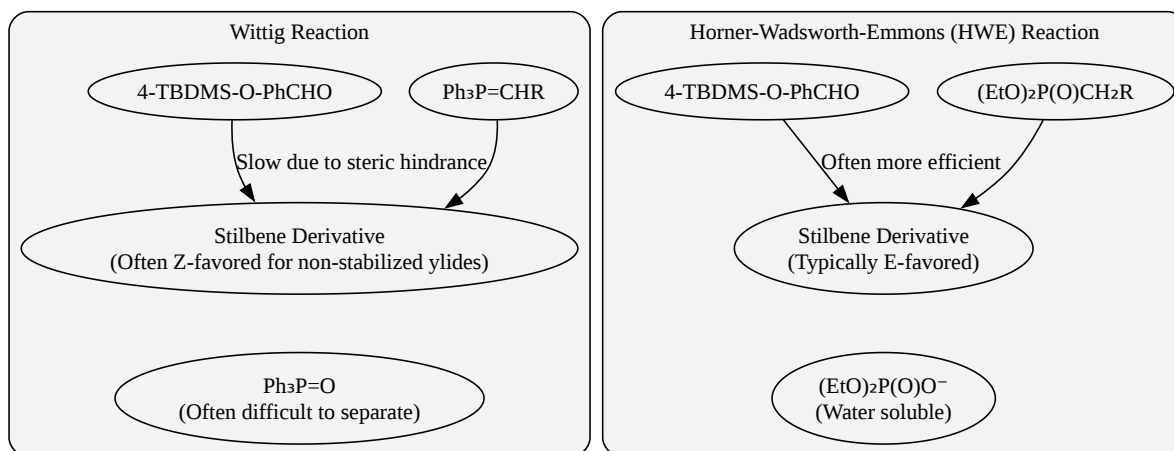 Wittig Reaction
4-TBDMS-O-PhCHO
Ph₃P=CHR
Slow due to steric hindrance
Stilbene Derivative
(Often Z-favored for non-stabilized ylides)
Ph₃P=O
(Often difficult to separate)
Horner-Wadsworth-Emmons (HWE) Reaction
4-TBDMS-O-PhCHO
(EtO)₂P(O)CH₂R
Often more efficient
Stilbene Derivative
(Typically E-favored)
(EtO)₂P(O)O⁻
(Water soluble)